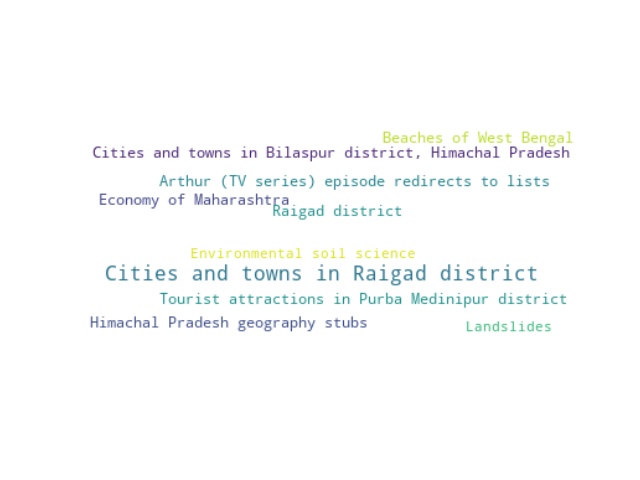 Beaches of West Bengal
Cities and towns in Bilaspur district, Himachal Pradesh
Arthur (TV series) episode redirects to lists
Economy of Maharashtra
Raigad district
Environmental soil science
Cities and towns in Raigad district
Tourist attractions in Purba Medinipur district
Himachal Pradesh geography stubs
Landslides